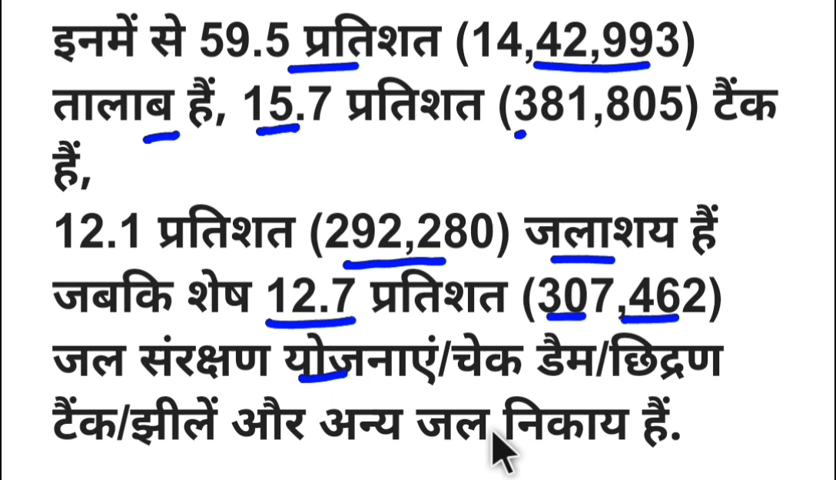 इनमें से 59.5 प्रतिशत (14,42,993)
तालाब हैं, 15.7 प्रतिशत (381,805) टैंक
हैं,
12.1 प्रतिशत (292,280) जलाशय हैं
जबकि शेष 12.7 प्रतिशत (307,462)
जल संरक्षण योजनाएं/चेक डैम/छिद्रण
टैंक/झीलें और अन्य जल निकाय हैं.